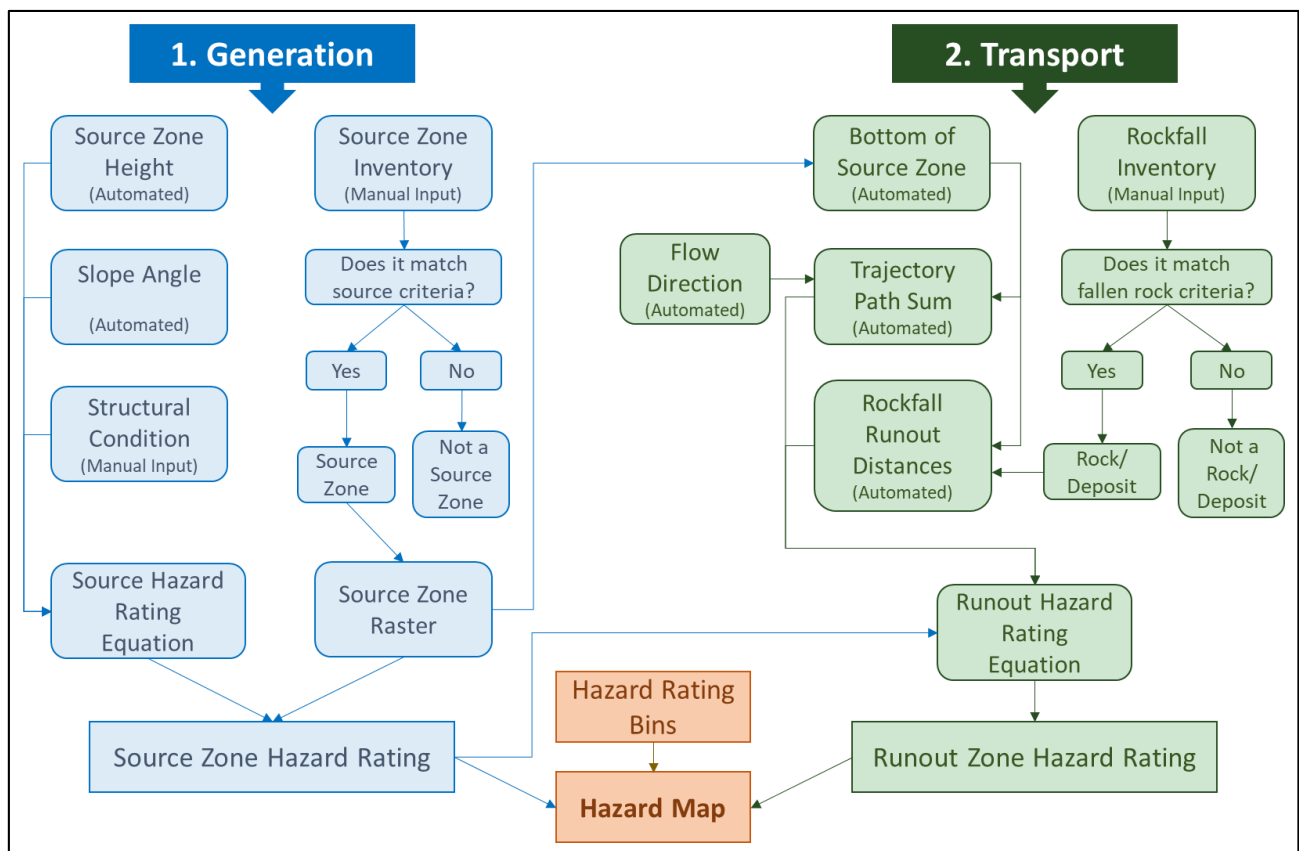 1. Generation
Source Zone
Height
(Automated)
Source Zone
Inventory
(Manual Input)
Slope Angle
(Automated)
Does it match
source criteria?
Yes
No
Structural
Condition
(Manual Input)
Source
Zone
Not a
Source
Zone
Source Hazard
Rating
Equation
Source Zone
Raster
Source Zone Hazard Rating
2. Transport
Bottom of
Source Zone
(Automated)
Rockfall
Inventory
(Manual Input)
Flow
Direction
(Automated)
Trajectory
Path Sum
(Automated)
Does it match
fallen rock criteria?
Yes
No
Rockfall
Runout
Distances
(Automated)
Rock/
Deposit
Not a
Rock/
Deposit
Runout Hazard
Rating
Equation
Runout Zone Hazard Rating
Hazard Rating
Bins
Hazard Map